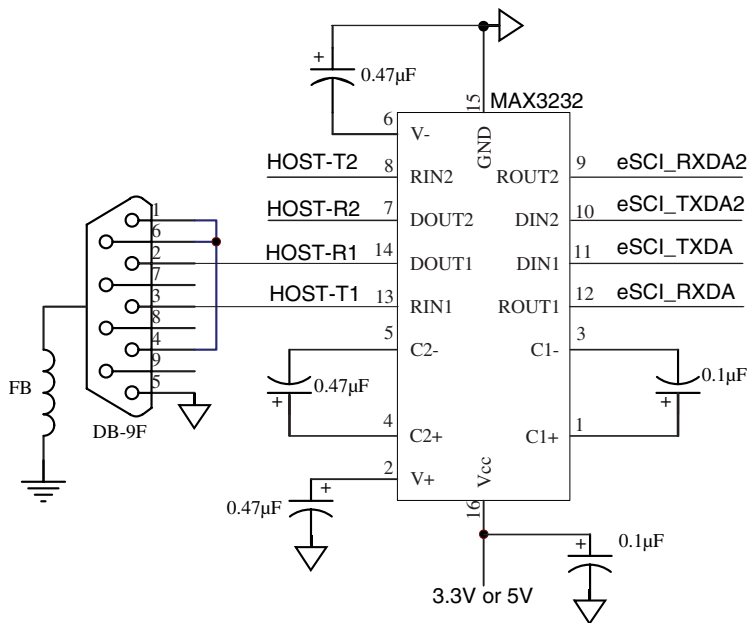 +
0.47µF
15
MAX3232
GND
6
V-
HOST-T2
8
RIN2
ROUT2
9
eSCI_RXDA2
HOST-R2
7
DOUT2
DIN2
10
eSCI_TXDA2
HOST-R1
14
DOUT1
DIN1
11
eSCI_TXDA
HOST-T1
13
RIN1
ROUT1
12
eSCI_RXDA
1
6
2
7
3
8
4
9
5
FB
DB-9F
5
C2-
C1-
3
0.47µF
+
0.1µF
+
4
C2+
C1+
1
2
V+
Vcc
16
0.47µF
+
+
0.1µF
3.3V or 5V